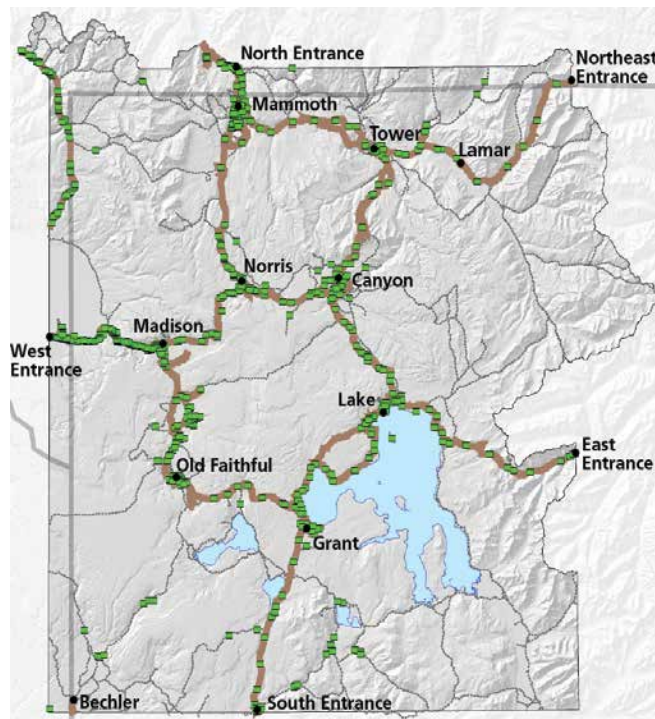 North Entrance
Northeast
Entrance
Mammoth
Tower
Lamar
Norris
Canyon
Madison
West
Entrance
Lake
East
Entrance
Old Faithful
Grant
Bechler
South Entrance